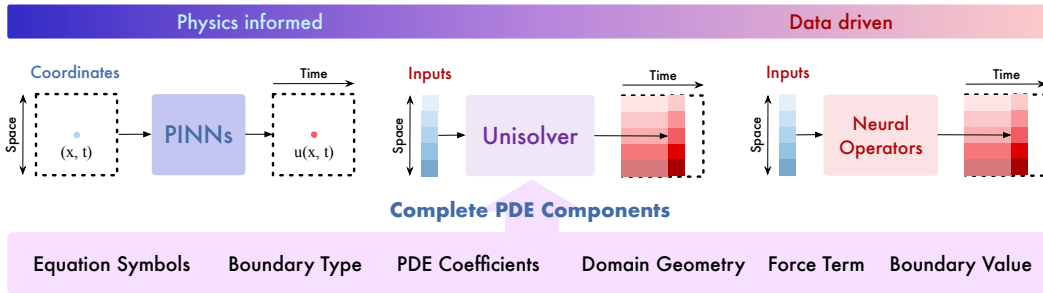 Physics informed
Data driven
Coordinates
Time
Inputs
Time
Inputs
Time
Space
(x, t)
PINNs
Space
u(x, t)
Space
Unisolver
Space
Neural
Operators
Complete PDE Components
Equation Symbols
Boundary Type
PDE Coefficients
Domain Geometry
Force Term
Boundary Value